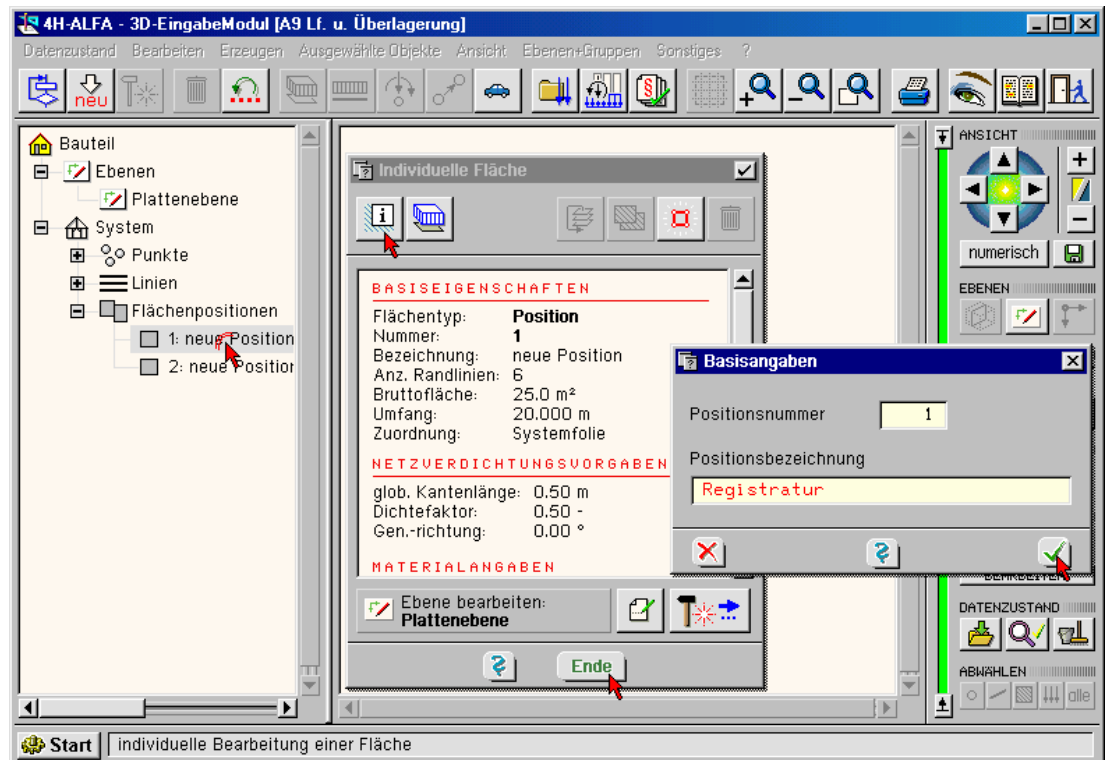 4H-ALFA - 3D-EingabeModul [A9 Lf. u. Überlagerung]
Datenzustand Bearbeiten Erzeugen Ausgewählte Objekte Ansicht Ebenen+Gruppen Sonstiges ?
neu
Bauteil
Ebenen
Plattenebene
System
Punkte
Linien
Flächenpositionen
1: neue Position
2: neue Position
Individuelle Fläche
BASISEIGENSCHAFTEN
Flächentyp: Position
Nummer: 1
Bezeichnung: neue Position
Anz. Randlinien: 6
Bruttofläche: 25.0 m²
Umfang: 20.000 m
Zuordnung: Systemfolie
NETZVERDICHTUNGSVORGABEN
glob. Kantenlänge: 0.50 m
Dichtefaktor: 0.50 -
Gen.-richtung: 0.00 °
MATERIALANGABEN
Ebene bearbeiten:
Plattenebene
Ende
Basisangaben
Positionsnummer 1
Positionsbezeichnung
Registratur
ANSICHT
numerisch
EBENEN
BEARBEITEN
DATENZUSTAND
ABWÄHLEN
alle
Start individuelle Bearbeitung einer Fläche